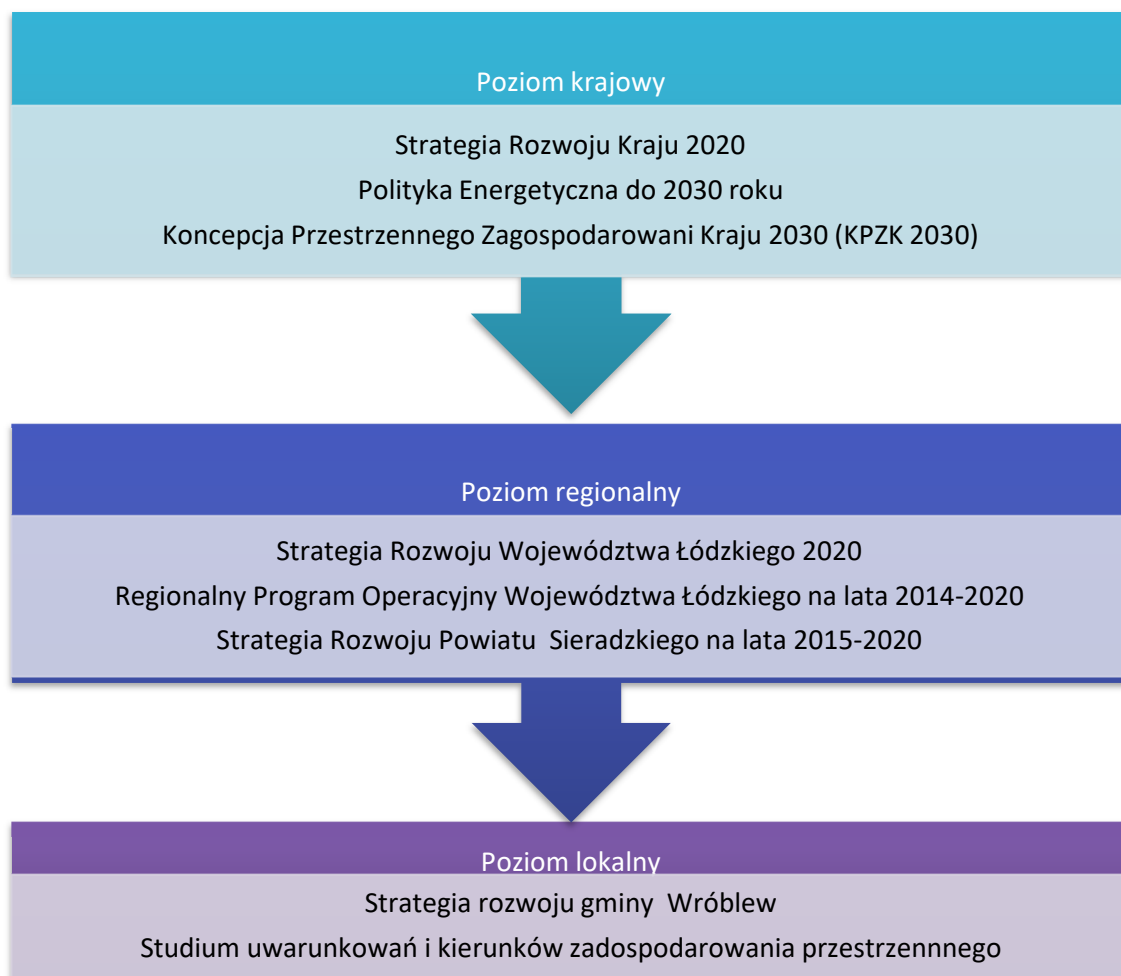 Poziom krajowy
Strategia Rozwoju Kraju 2020
Polityka Energetyczna do 2030 roku
Koncepcja Przestrzennego Zagospodarowani Kraju 2030 (KPZK 2030)
Poziom regionalny
Strategia Rozwoju Województwa Łódzkiego 2020
Regionalny Program Operacyjny Województwa Łódzkiego na lata 2014-2020
Strategia Rozwoju Powiatu  Sieradzkiego na lata 2015-2020
Poziom lokalny
Strategia rozwoju gminy  Wróblew
Studium uwarunkowań i kierunków zadospodarowania przestrzennnego